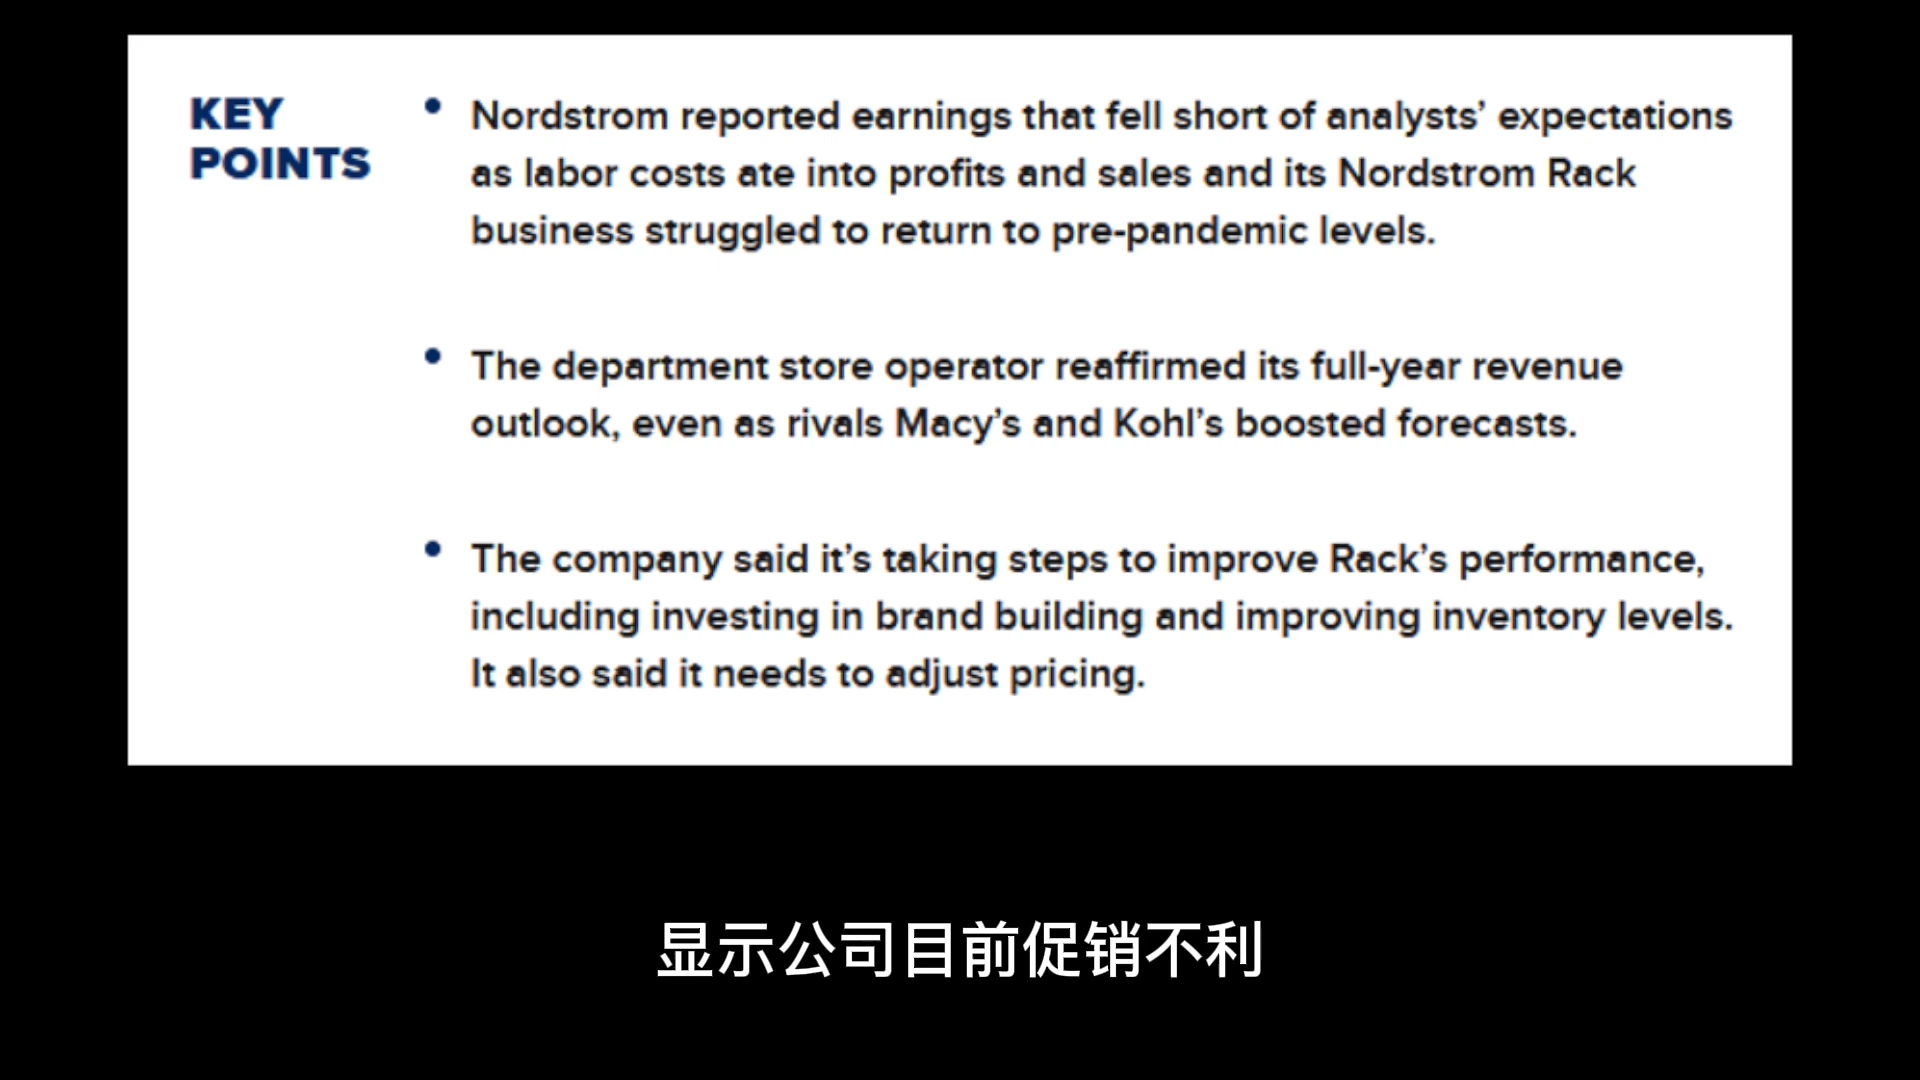 KEY
POINTS
• Nordstrom reported earnings that fell short of analysts’ expectations
as labor costs ate into profits and sales and its Nordstrom Rack
business struggled to return to pre-pandemic levels.
• The department store operator reaffirmed its full-year revenue
outlook, even as rivals Macy’s and Kohl’s boosted forecasts.
• The company said it’s taking steps to improve Rack’s performance,
including investing in brand building and improving inventory levels.
It also said it needs to adjust pricing.
显示公司目前促销不利